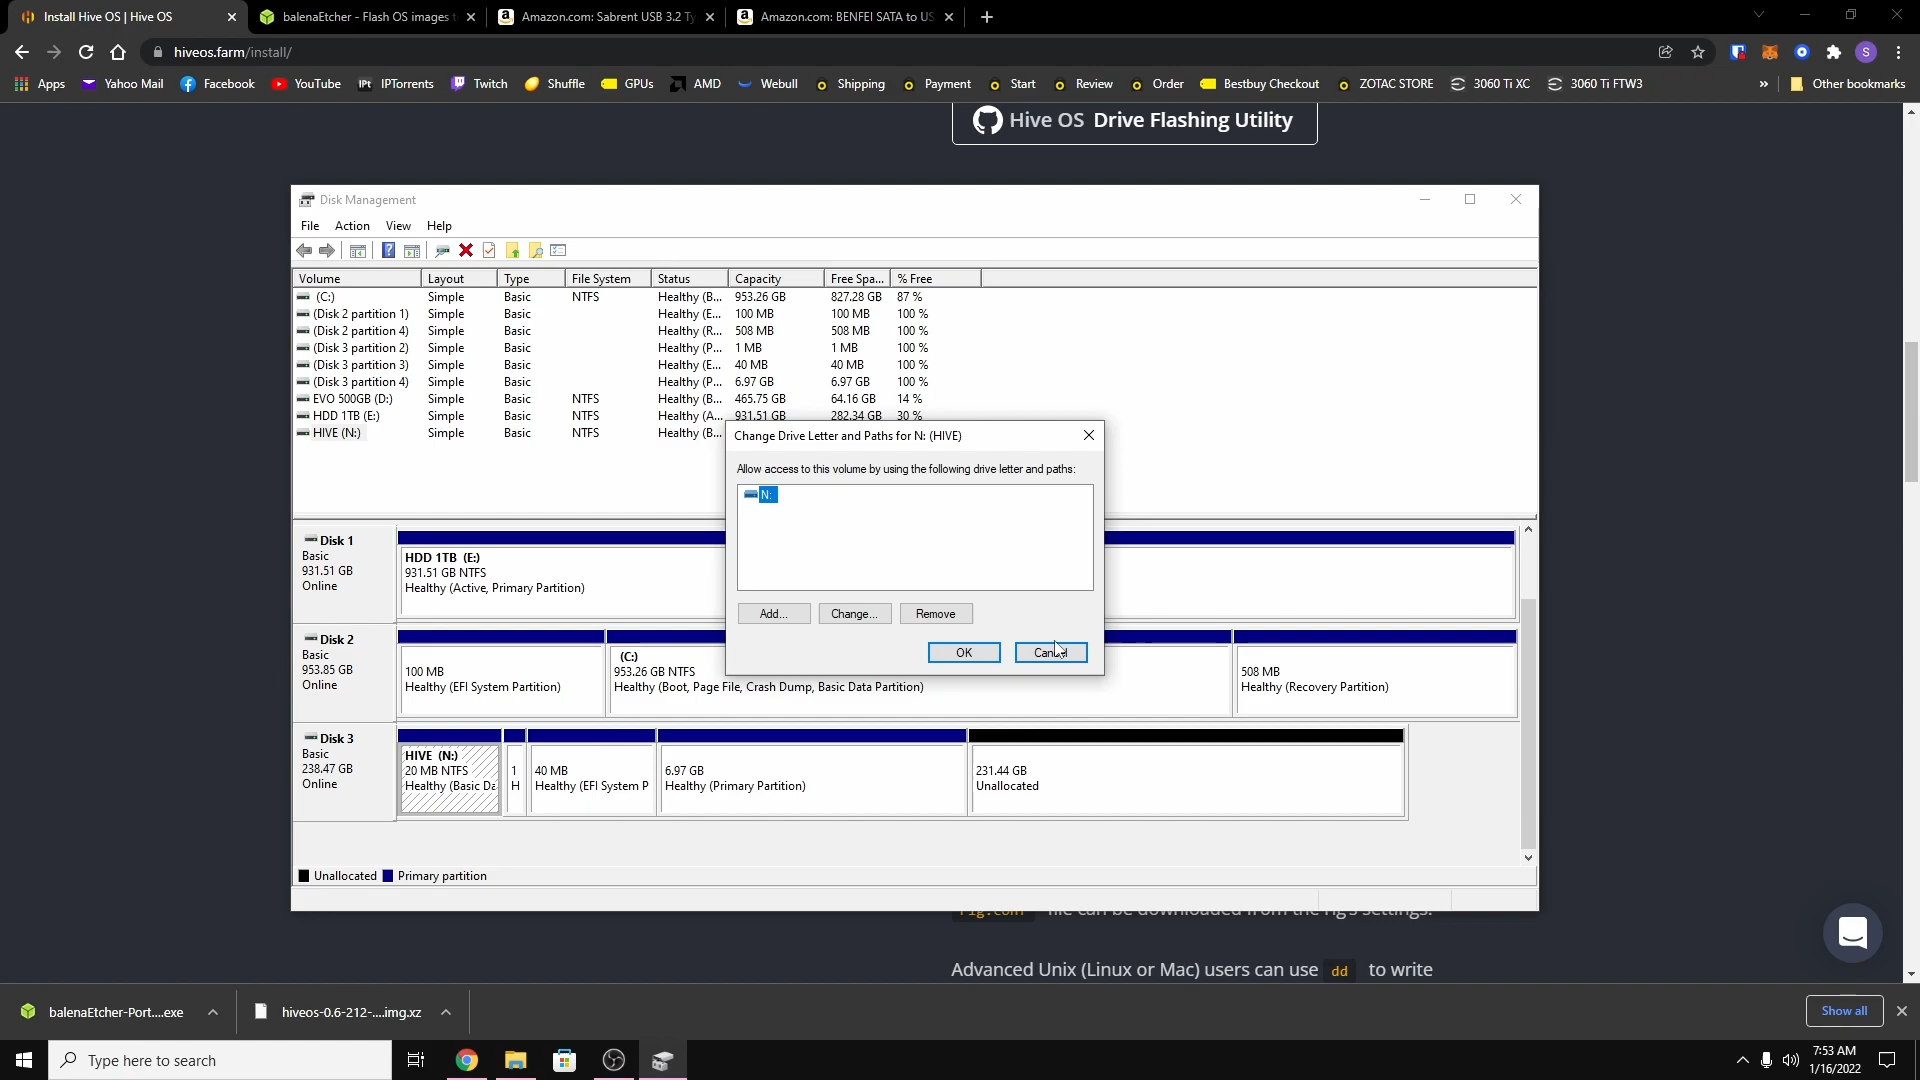 Install Hive OS | Hive OS
balenaEtcher - Flash OS images t
Amazon.com: Sabrent USB 3.2 Ty
Amazon.com: BENFEI SATA to US
hiveos.farm/install/
S
Apps
Yahoo Mail
Facebook
YouTube
IPTorrents
Twitch
Shuffle
GPUs
AMD
Webull
Shipping
Payment
Start
Review
Order
Bestbuy Checkout
ZOTAC STORE
3060 Ti XC
3060 Ti FTW3
»
Other bookmarks
Hive OS Drive Flashing Utility
Disk Management
File Action View Help
Volume Layout Type File System Status Capacity Free Spa... % Free
(C:) Simple Basic NTFS Healthy (B... 953.26 GB 827.28 GB 87 %
(Disk 2 partition 1) Simple Basic Healthy (E... 100 MB 100 MB 100 %
(Disk 2 partition 4) Simple Basic Healthy (R... 508 MB 508 MB 100 %
(Disk 3 partition 2) Simple Basic Healthy (P... 1 MB 1 MB 100 %
(Disk 3 partition 3) Simple Basic Healthy (E... 40 MB 40 MB 100 %
(Disk 3 partition 4) Simple Basic Healthy (P... 6.97 GB 6.97 GB 100 %
EVO 500GB (D:) Simple Basic NTFS Healthy (B... 465.75 GB 64.16 GB 14 %
HDD 1TB (E:) Simple Basic NTFS Healthy (A... 931.51 GB 282.34 GB 30 %
HIVE (N:) Simple Basic NTFS Healthy (B...
Change Drive Letter and Paths for N: (HIVE)
Allow access to this volume by using the following drive letter and paths:
N:
Add... Change... Remove
OK Cancel
Disk 1
Basic
931.51 GB
Online
HDD 1TB (E:)
931.51 GB NTFS
Healthy (Active, Primary Partition)
Disk 2
Basic
953.85 GB
Online
100 MB
Healthy (EFI System Partition)
(C:)
953.26 GB NTFS
Healthy (Boot, Page File, Crash Dump, Basic Data Partition)
508 MB
Healthy (Recovery Partition)
Disk 3
Basic
238.47 GB
Online
HIVE (N:)
20 MB NTFS
Healthy (Basic Da
1
H
40 MB
Healthy (EFI System P
6.97 GB
Healthy (Primary Partition)
231.44 GB
Unallocated
Unallocated Primary partition
file can be downloaded from the rig's settings.
Advanced Unix (Linux or Mac) users can use dd to write
balenaEtcher-Port....exe
hiveos-0.6-212-....img.xz
Show all
Type here to search
7:53 AM
1/16/2022